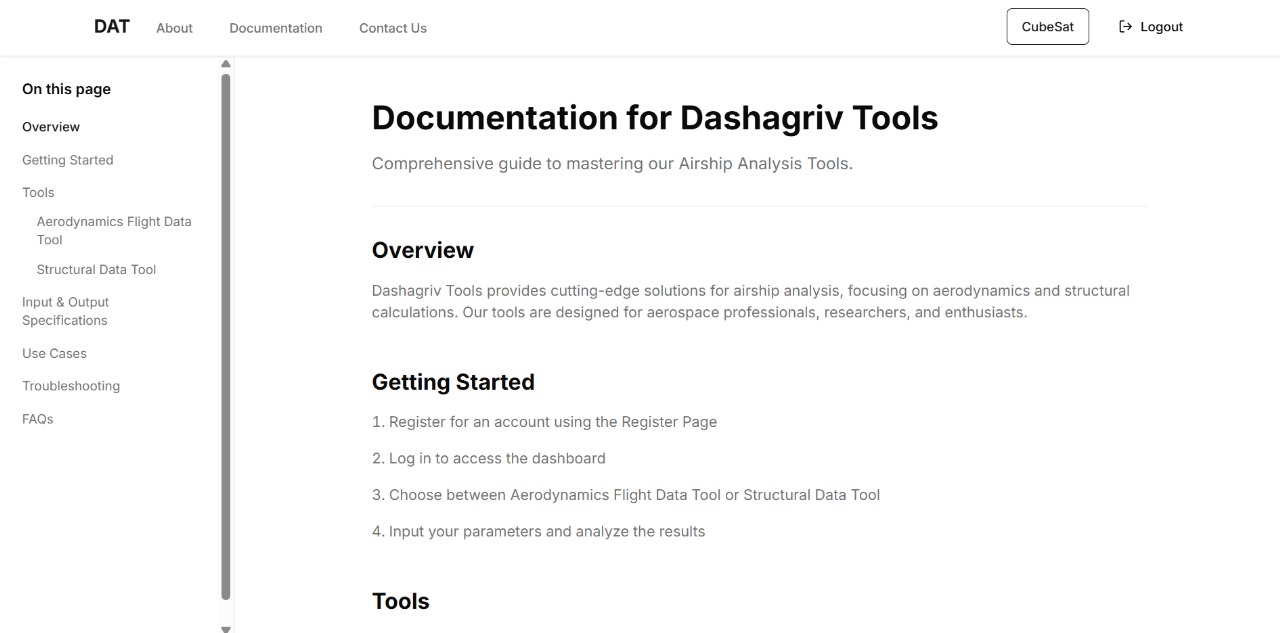 DAT
About
Documentation
Contact Us
CubeSat
Logout
On this page
Overview
Getting Started
Tools
Aerodynamics Flight Data
Tool
Structural Data Tool
Input & Output
Specifications
Use Cases
Troubleshooting
FAQs
Documentation for Dashagriv Tools
Comprehensive guide to mastering our Airship Analysis Tools.
Overview
Dashagriv Tools provides cutting-edge solutions for airship analysis, focusing on aerodynamics and structural
calculations. Our tools are designed for aerospace professionals, researchers, and enthusiasts.
Getting Started
1. Register for an account using the Register Page
2. Log in to access the dashboard
3. Choose between Aerodynamics Flight Data Tool or Structural Data Tool
4. Input your parameters and analyze the results
Tools